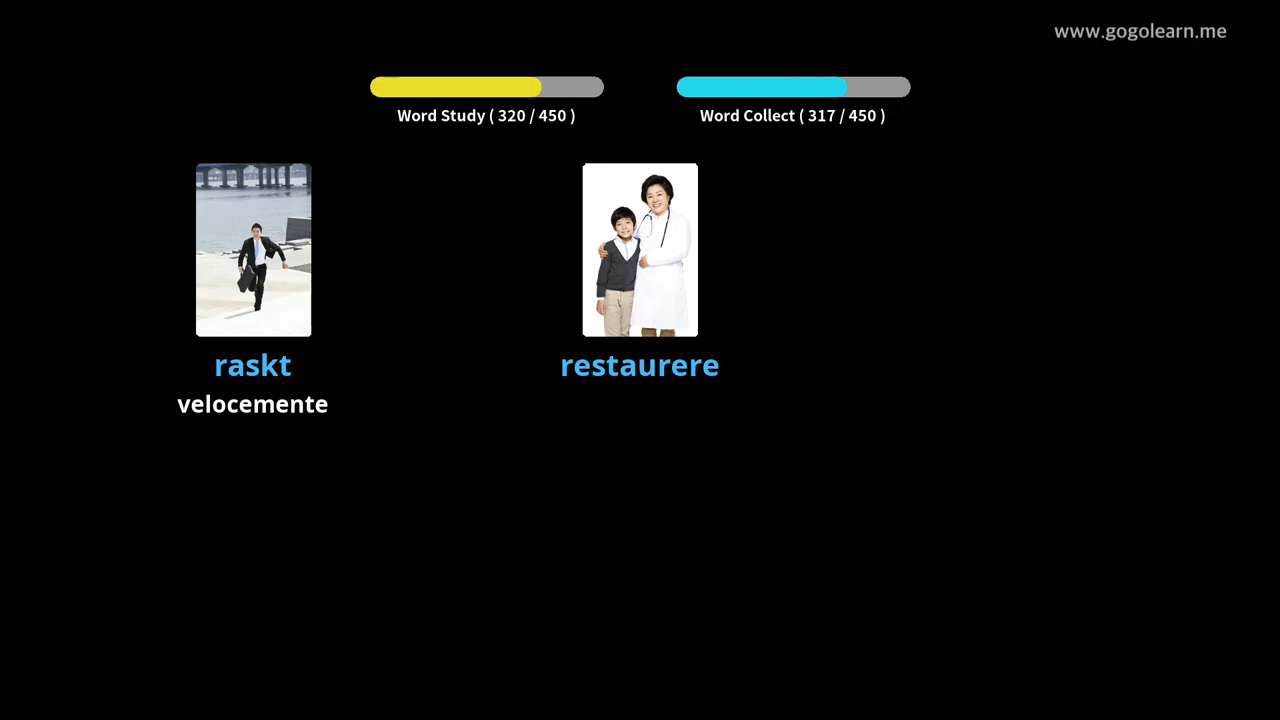 www.gogolearn.me
Word Study ( 320 / 450 )
Word Collect ( 317 / 450 )
raskt
velocemente
restaurere